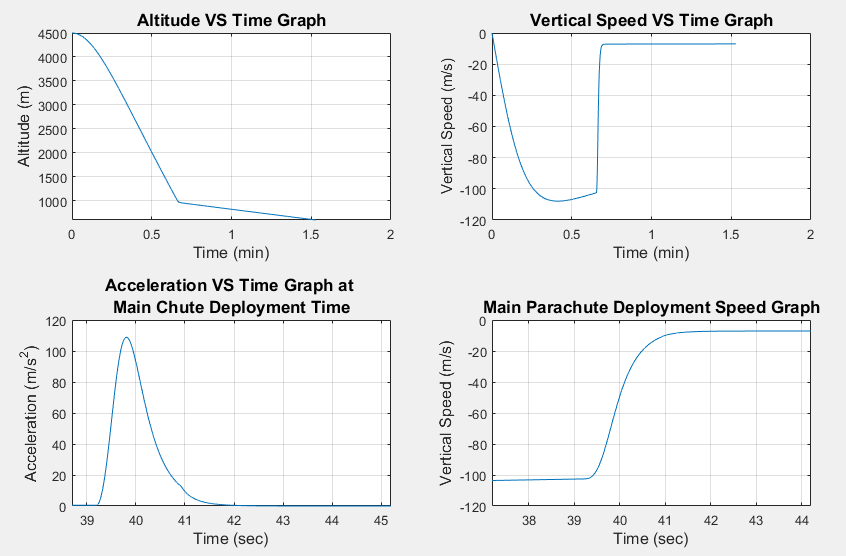 Altitude VS Time Graph
4500
4000
3500
3000
2500
2000
1500
1000
Altitude (m)
0 0.5 1 1.5 2
Time (min)
Vertical Speed VS Time Graph
0
-20
-40
-60
-80
-100
-120
Vertical Speed (m/s)
0 0.5 1 1.5 2
Time (min)
Acceleration VS Time Graph at
Main Chute Deployment Time
120
100
80
60
40
20
0
Acceleration (m/s²)
39 40 41 42 43 44 45
Time (sec)
Main Parachute Deployment Speed Graph
0
-20
-40
-60
-80
-100
-120
Vertical Speed (m/s)
38 39 40 41 42 43 44
Time (sec)